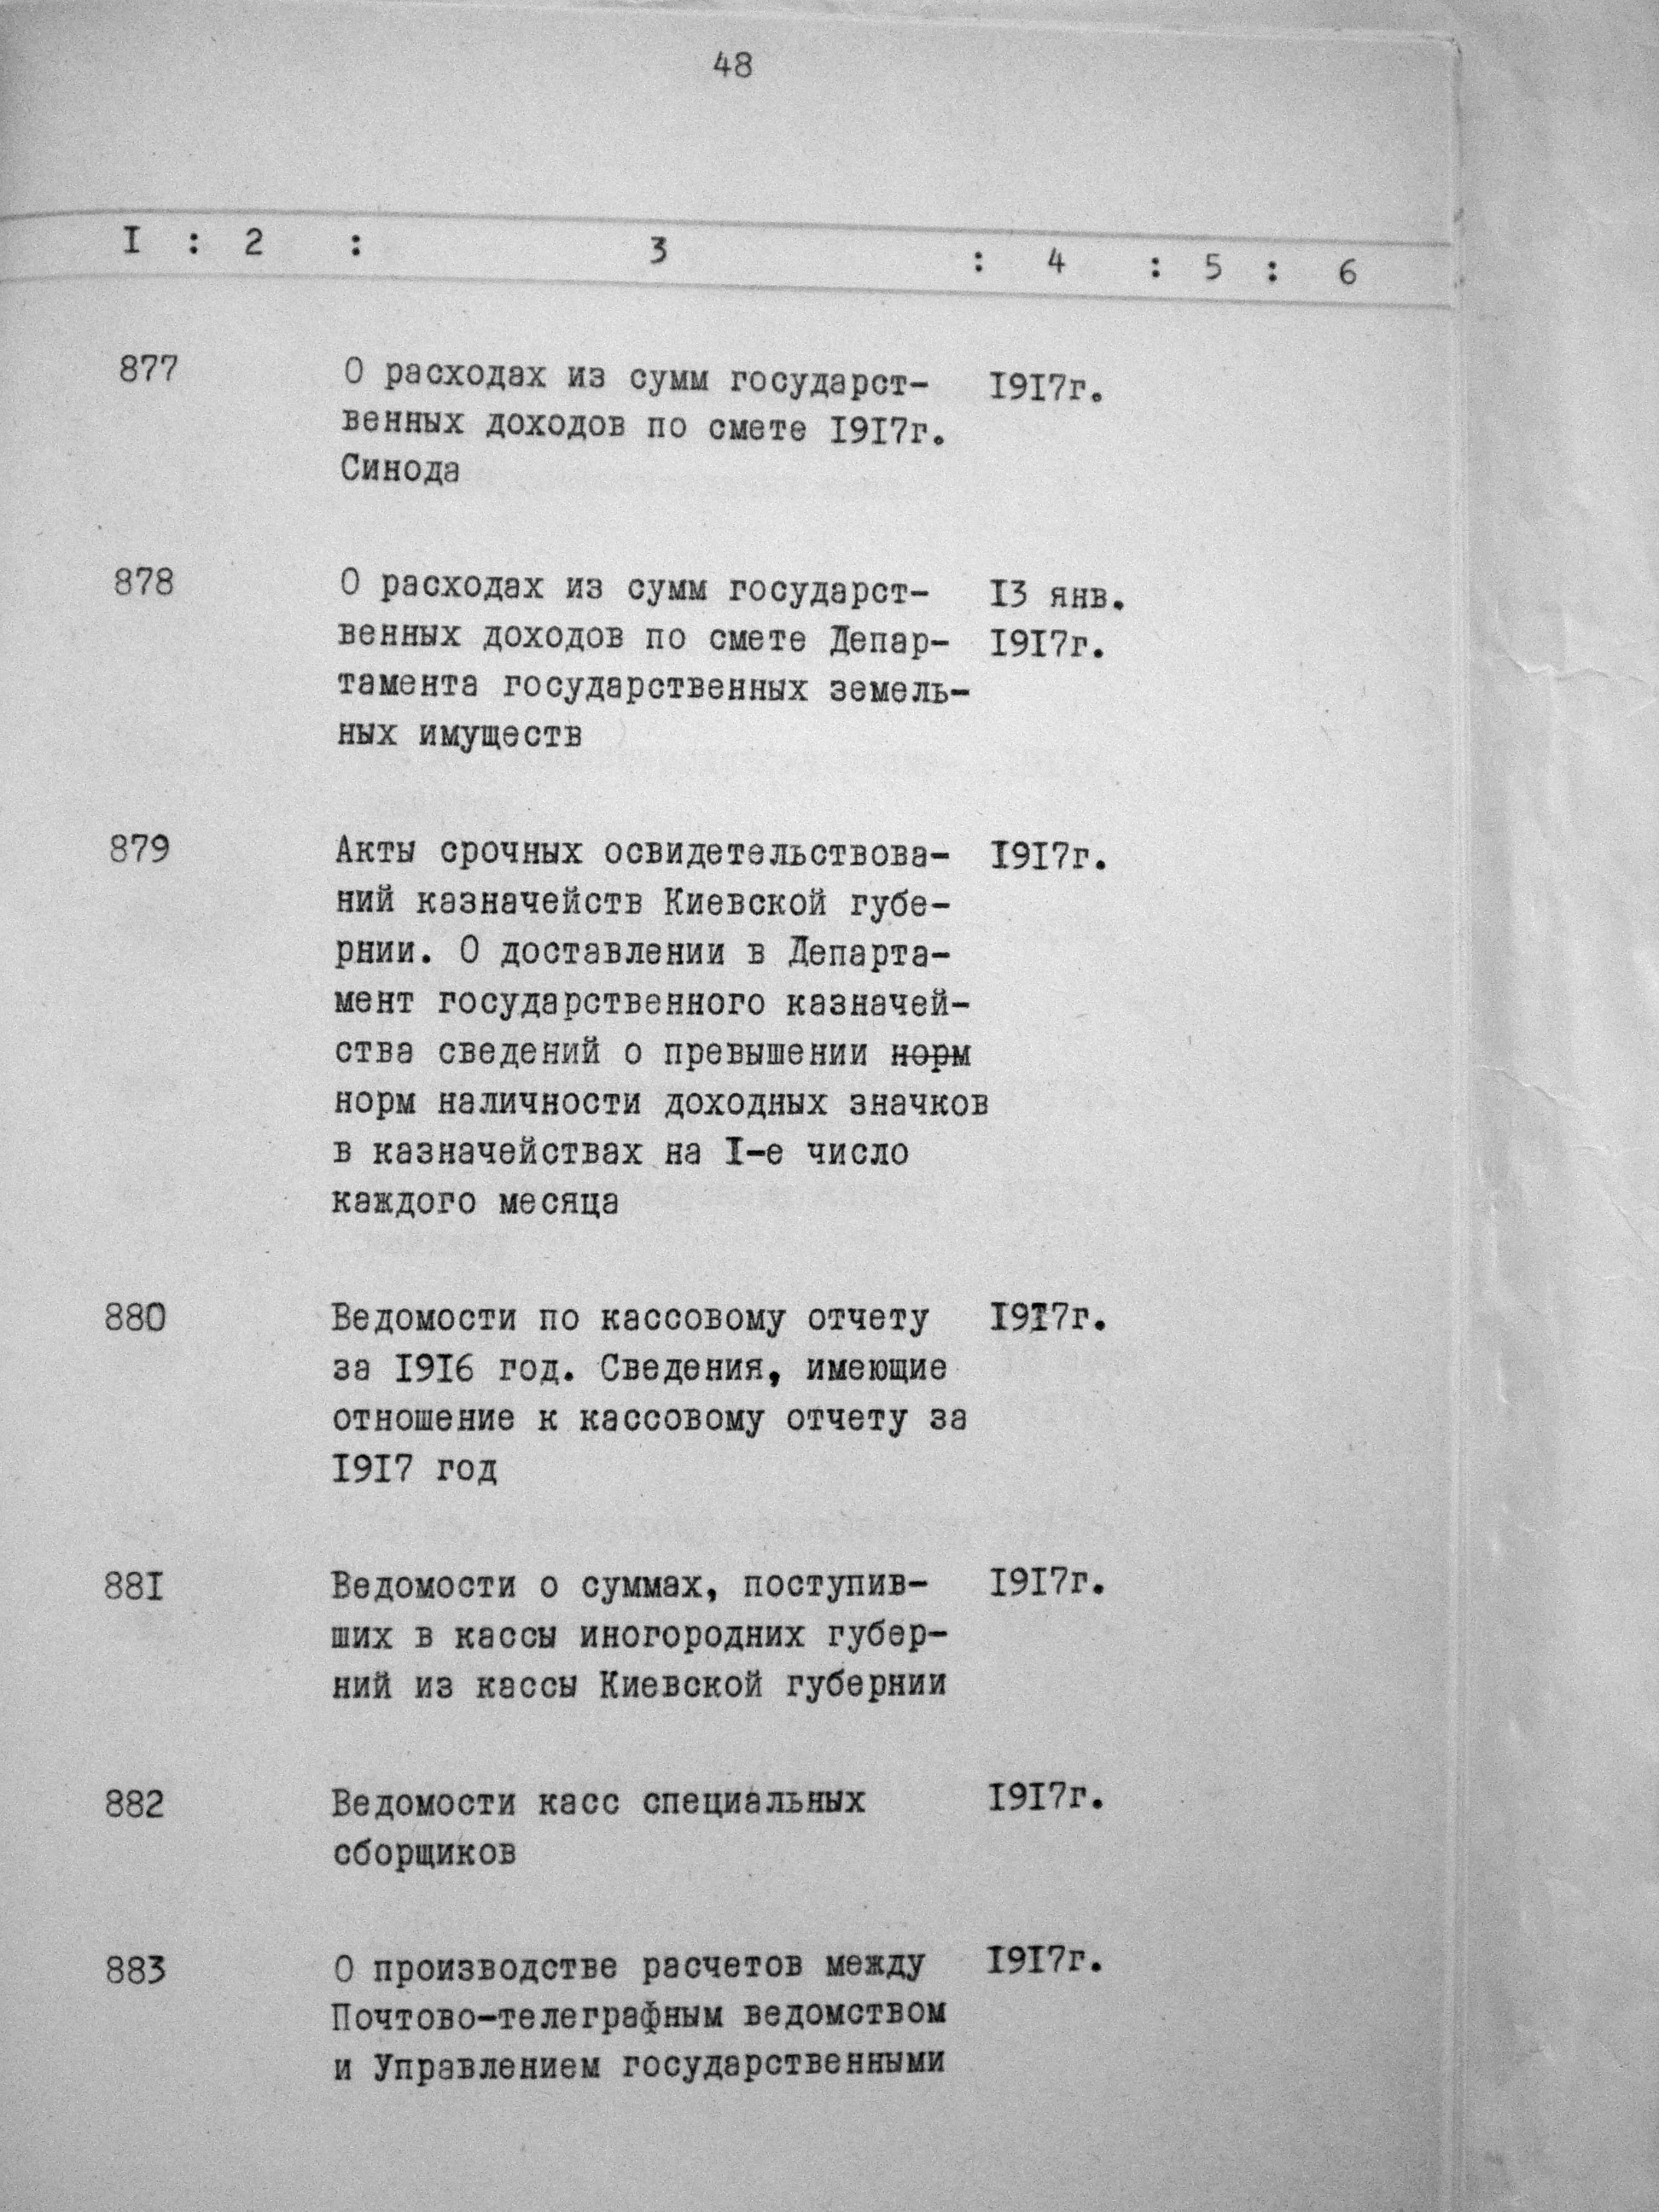 48
I : 2 : 3 : 4 : 5 : 6
877 О расходах из сумм государст- I9I7г.
венных доходов по смете I9I7г.
Синода
878 О расходах из сумм государст- I3 янв.
венных доходов по смете Депар- I9I7г.
тамента государственных земель-
ных имуществ
879 Акты срочных освидетельствова- I9I7г.
ний казначейств Киевской губе-
рнии. О доставлении в Департа-
мент государственного казначей-
ства сведений о превышении норм
норм наличности доходных значков
в казначействах на I-е число
каждого месяца
880 Ведомости по кассовому отчету I9I7г.
за I9I6 год. Сведения, имеющие
отношение к кассовому отчету за
I9I7 год
88I Ведомости о суммах, поступив- I9I7г.
ших в кассы иногородних губер-
ний из кассы Киевской губернии
882 Ведомости касс специальных I9I7г.
сборщиков
883 О производстве расчетов между I9I7г.
Почтово-телеграфным ведомством
и Управлением государственными